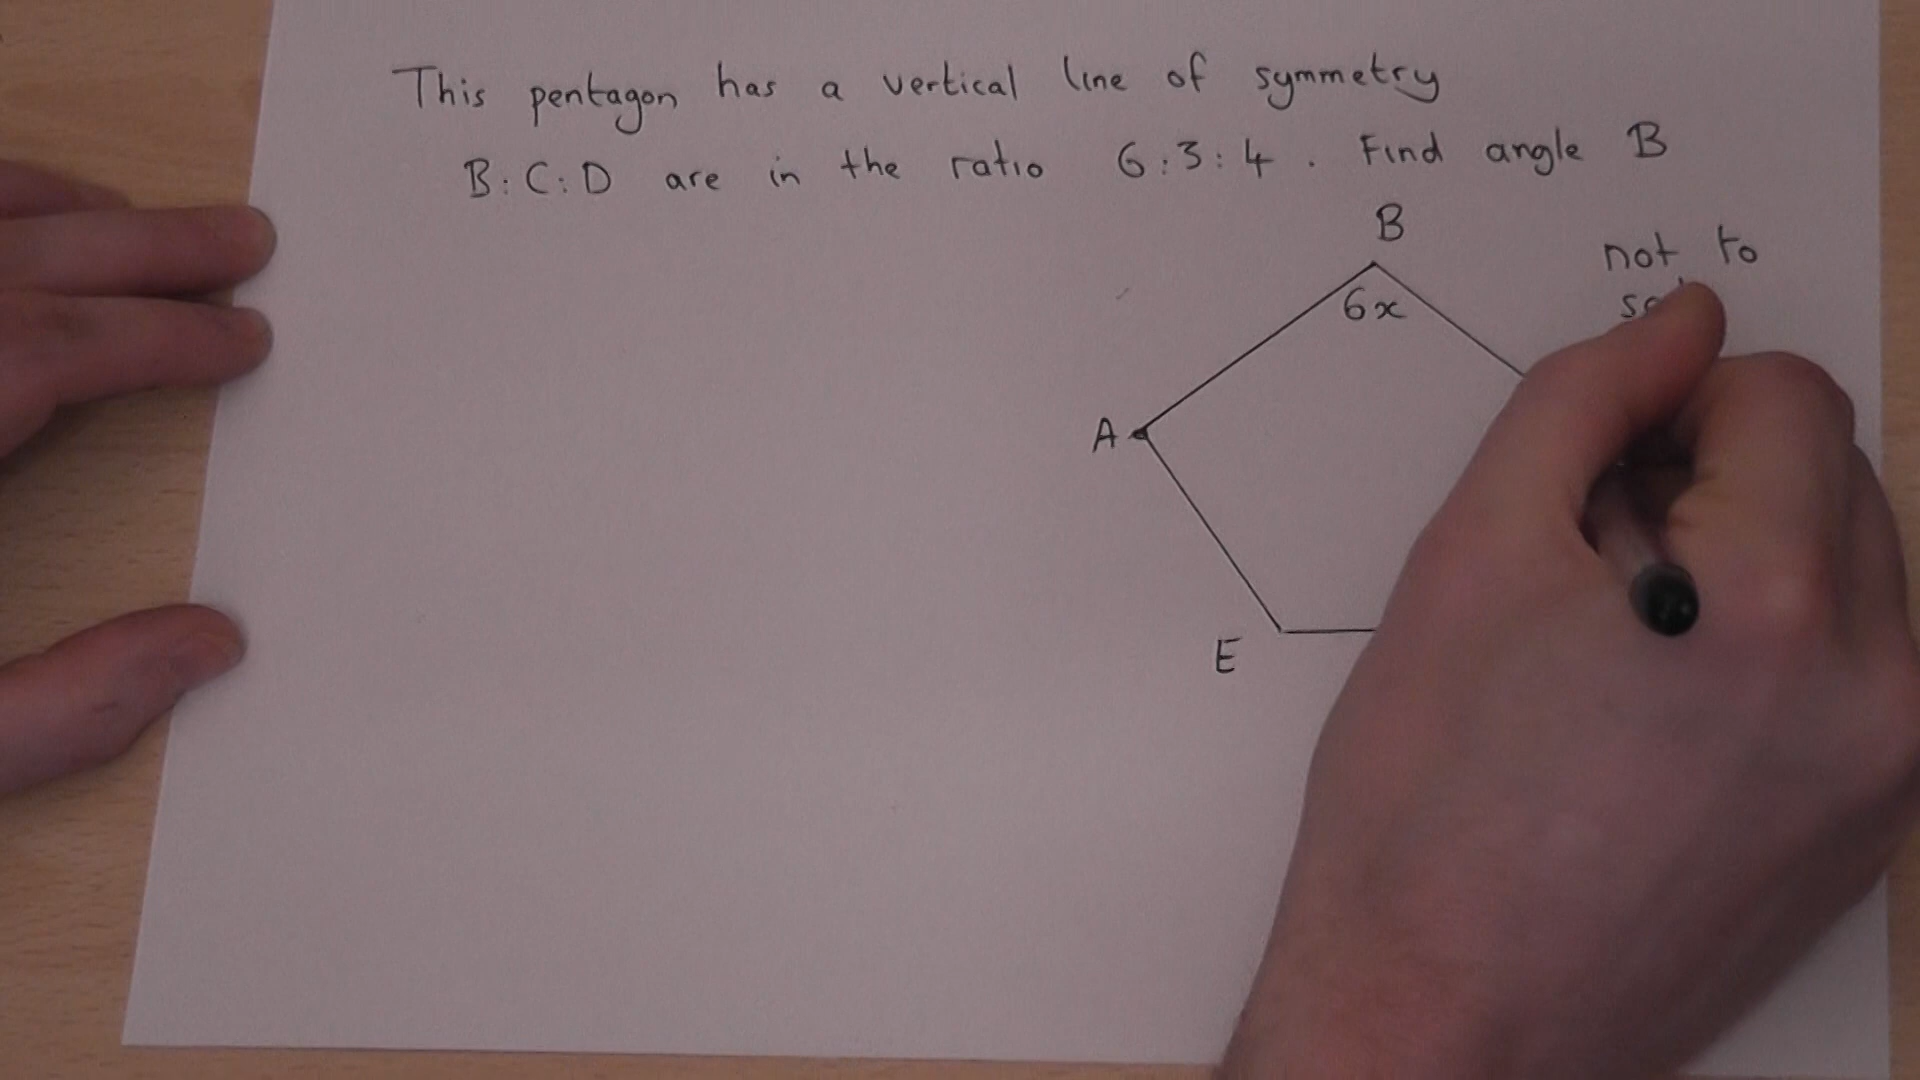 This pentagon has a vertical line of symmetry
B:C:D are in the ratio 6:3:4. Find angle B
B
not to
6x
A
E